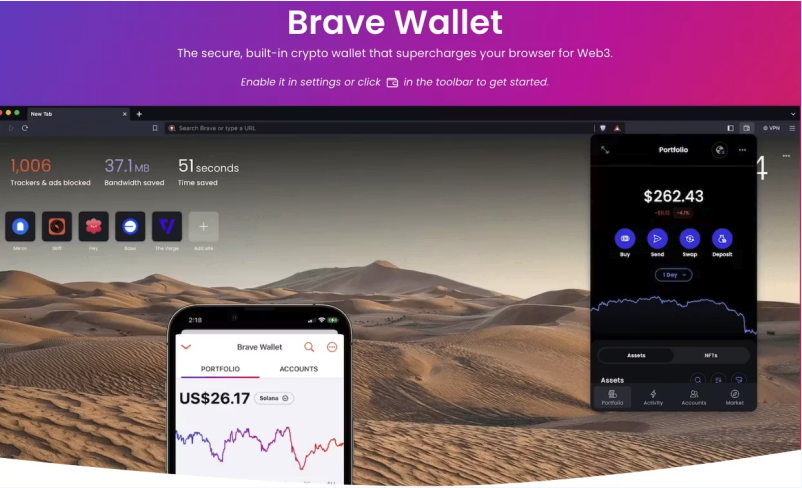 Brave Wallet
The secure, built-in crypto wallet that supercharges your browser for Web3.
Enable it in settings or click in the toolbar to get started.
New Tab
Search Brave or type a URL
VPN
1,006
Trackers & ads blocked
37.1 MB
Bandwidth saved
51 seconds
Time saved
Skiff
Hey
Base
The Verge
Add site
4
Portfolio
$262.43
-4.1%
Buy
Send
Swap
Deposit
1 Day
Assets
NFTs
Assets
Portfolio
Activity
Accounts
Market
2:18
Brave Wallet
PORTFOLIO
ACCOUNTS
US$26.17
Solana
ALL